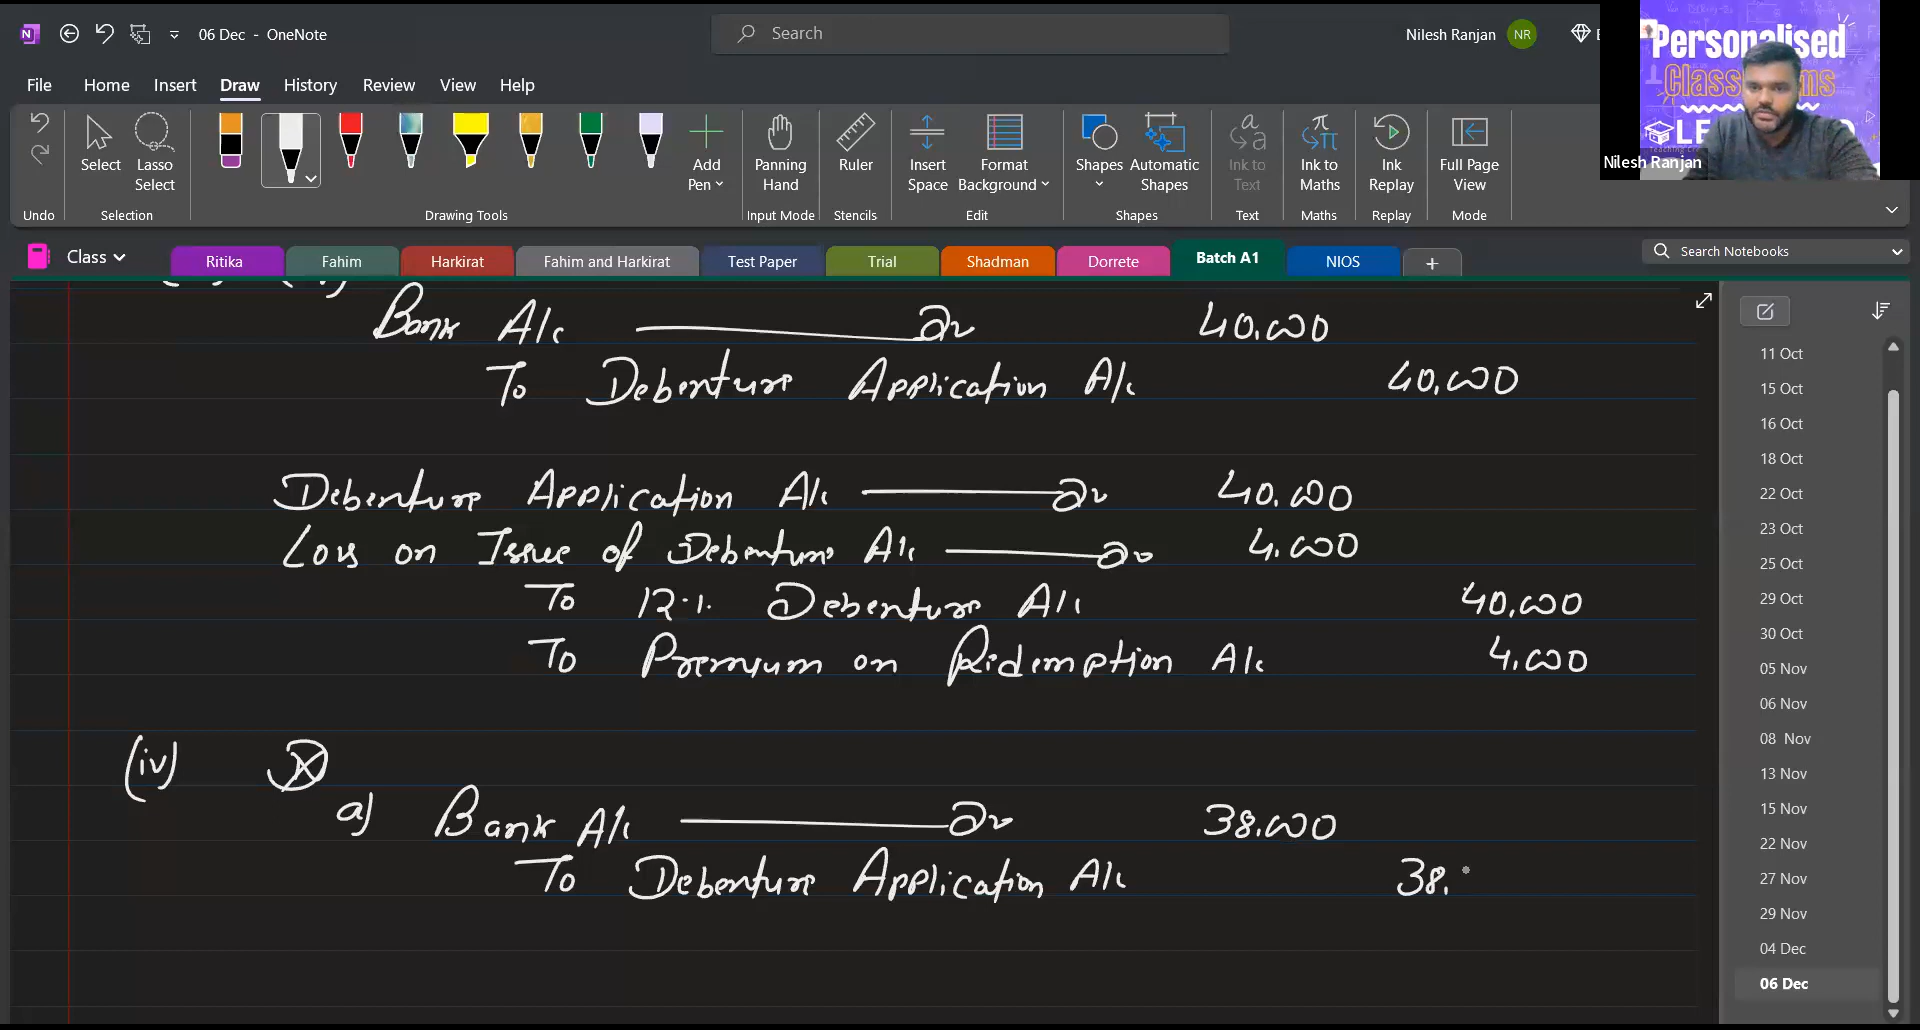 06 Dec - OneNote
Search
Nilesh Ranjan NR
Personalised
Classrooms
Nilesh Ranjan
File Home Insert Draw History Review View Help
Select Lasso Select Add Pen Panning Hand Ruler Insert Space Format Background Shapes Automatic Shapes Ink to Text Ink to Maths Ink Replay Full Page View
Undo Selection Drawing Tools Input Mode Stencils Edit Shapes Text Maths Replay Mode
Class Ritika Fahim Harkirat Fahim and Harkirat Test Paper Trial Shadman Dorrete Batch A1 NIOS + Search Notebooks
Bank A/c Dr 40,000
To Debenture Application A/c 40,000
Debenture Application A/c Dr 40,000
Loss on Issue of Debenture A/c Dr 4,000
To 12% Debenture A/c 40,000
To Premium on Redemption A/c 4,000
(iv)
a) Bank A/c Dr 38,000
To Debenture Application A/c 38,
11 Oct
15 Oct
16 Oct
18 Oct
22 Oct
23 Oct
25 Oct
29 Oct
30 Oct
05 Nov
06 Nov
08 Nov
13 Nov
15 Nov
22 Nov
27 Nov
29 Nov
04 Dec
06 Dec